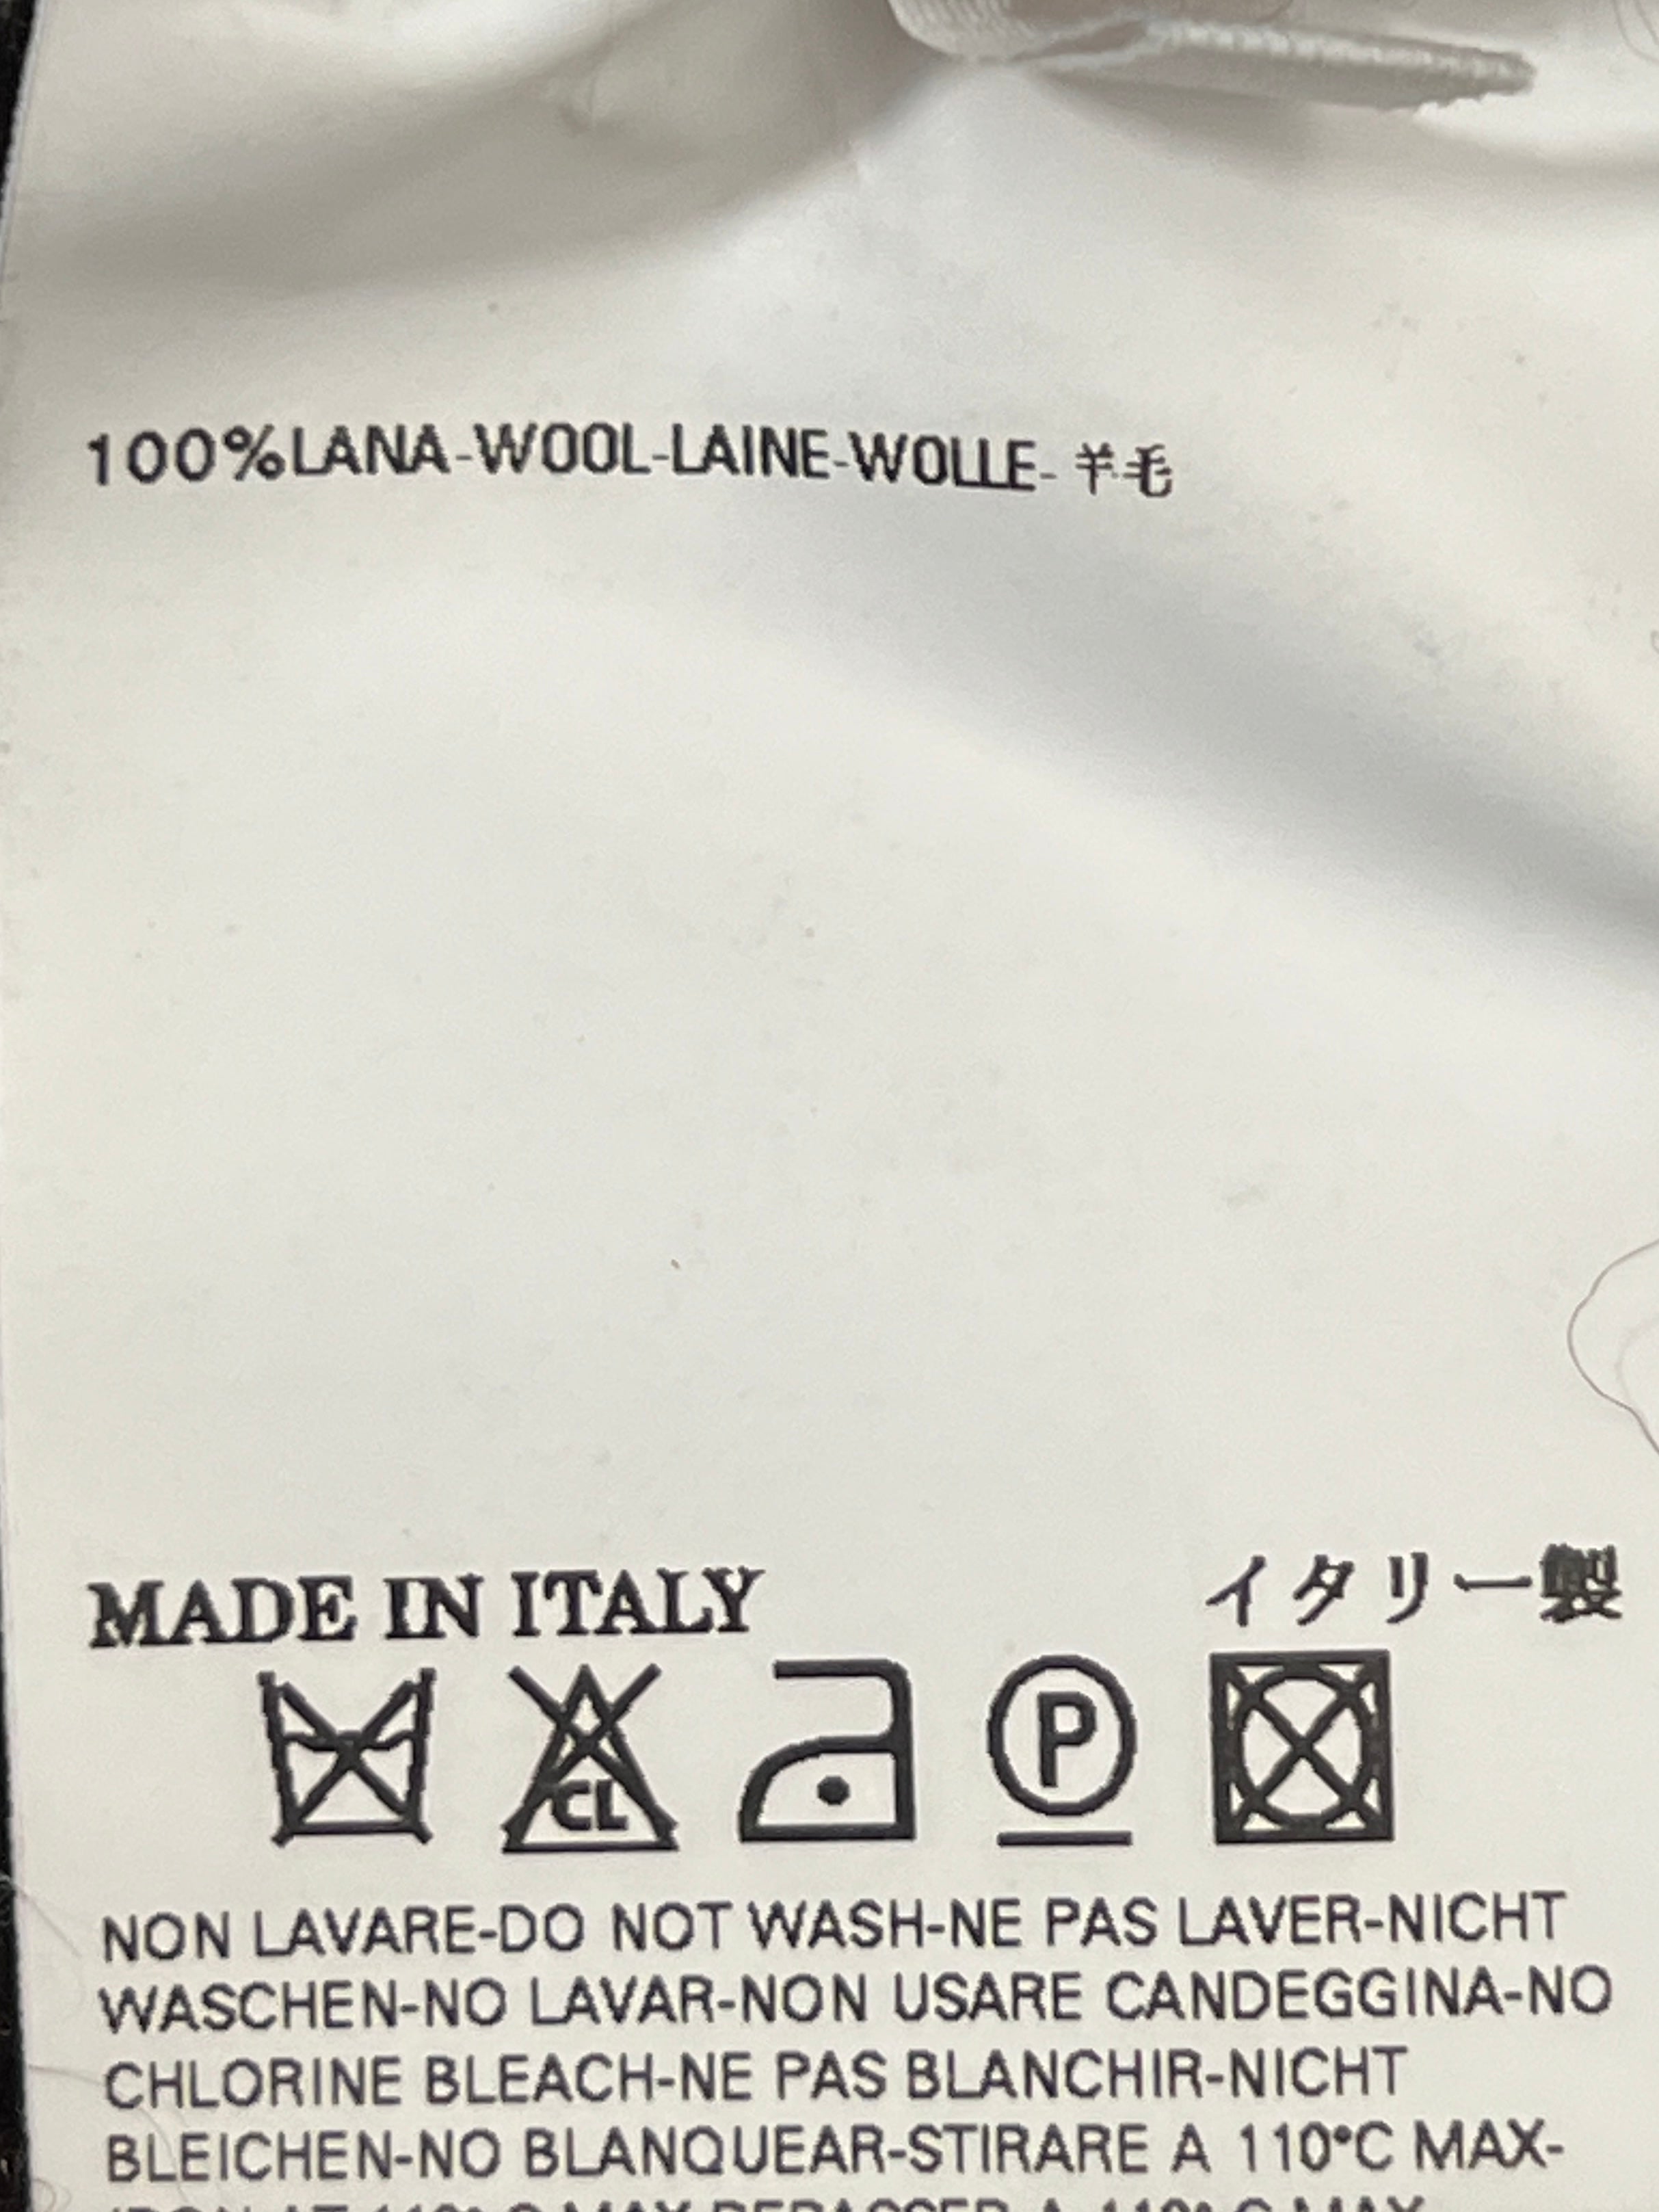 100%LANA-WOOL-LAINE-WOLLE-羊毛
MADE IN ITALY イタリー製
CL P
NON LAVARE-DO NOT WASH-NE PAS LAVER-NICHT
WASCHEN-NO LAVAR-NON USARE CANDEGGINA-NO
CHLORINE BLEACH-NE PAS BLANCHIR-NICHT
BLEICHEN-NO BLANQUEAR-STIRARE A 110°C MAX-